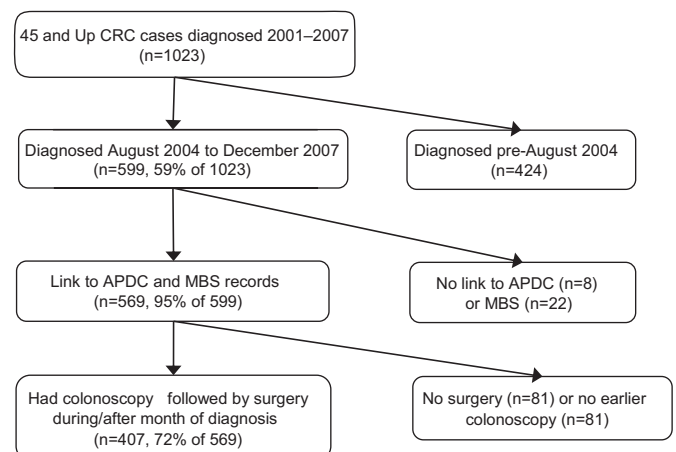 45 and Up CRC cases diagnosed 2001–2007
(n=1023)
Diagnosed August 2004 to December 2007
(n=599, 59% of 1023)
Diagnosed pre-August 2004
(n=424)
Link to APDC and MBS records
(n=569, 95% of 599)
No link to APDC (n=8)
or MBS (n=22)
Had colonoscopy followed by surgery
during/after month of diagnosis
(n=407, 72% of 569)
No surgery (n=81) or no earlier
colonoscopy (n=81)